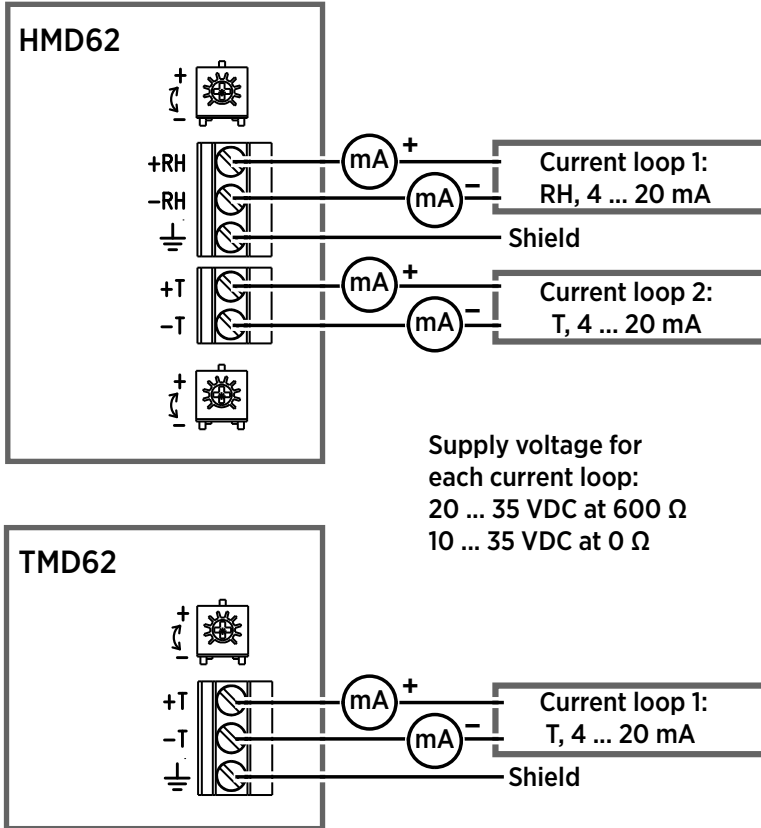 HMD62
+
−
+RH
−RH
mA
+
mA
−
Current loop 1:
RH, 4 ... 20 mA
Shield
+T
−T
mA
+
mA
−
Current loop 2:
T, 4 ... 20 mA
+
−
Supply voltage for
each current loop:
20 ... 35 VDC at 600 Ω
10 ... 35 VDC at 0 Ω
TMD62
+
−
+T
−T
mA
+
mA
−
Current loop 1:
T, 4 ... 20 mA
Shield